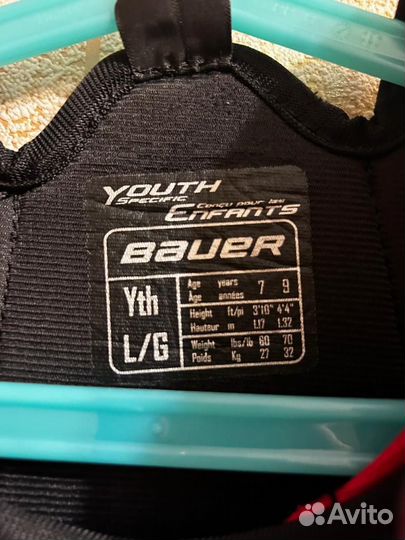 YOUTH
SPECIFIC
Conçu pour les
ENFANTS
BAUER
Yth
L/G
Age years 7 9
Age années
Height ft/pi 3'10" 4'4"
Hauteur m 1.17 1.32
Weight lbs/lb 60 70
Poids Kg 27 32
Avito